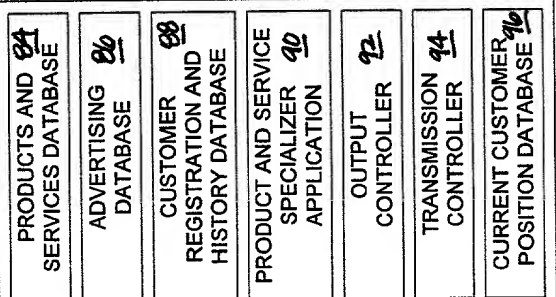 PRODUCTS AND 84
SERVICES DATABASE
ADVERTISING 86
DATABASE
CUSTOMER 88
REGISTRATION AND
HISTORY DATABASE
PRODUCT AND SERVICE
SPECIALIZER 90
APPLICATION
OUTPUT 92
CONTROLLER
TRANSMISSION 94
CONTROLLER
CURRENT CUSTOMER 96
POSITION DATABASE